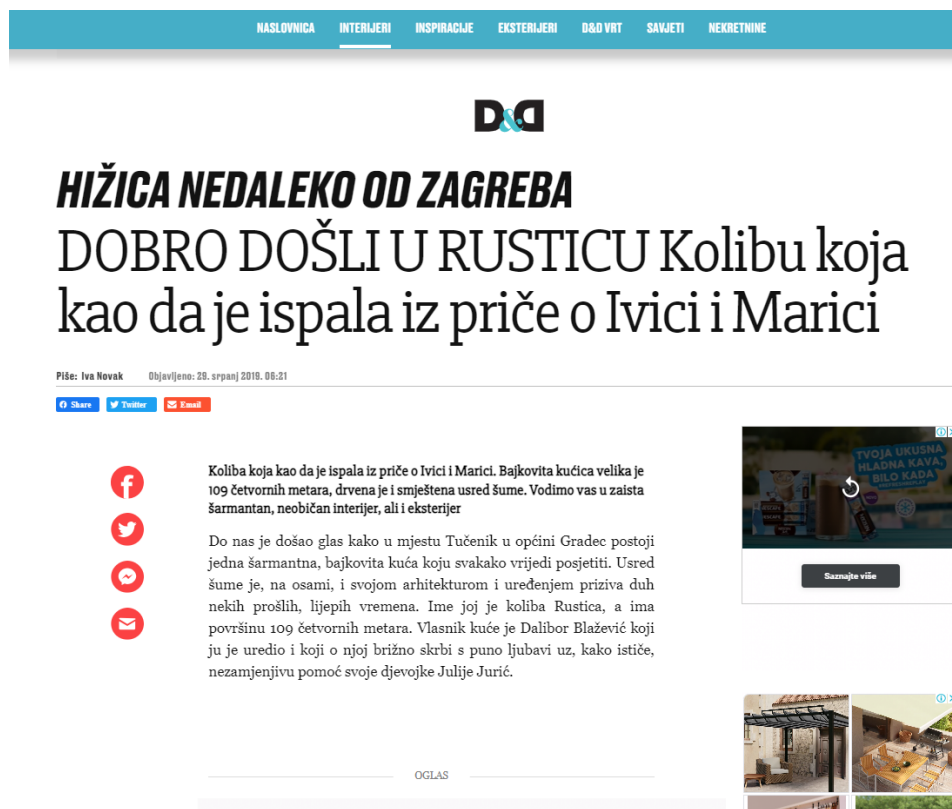 NASLOVNICA INTERIJERI INSPIRACIJE EKSTERIJERI D&D VRT SAVJETI NEKRETNINE
D&D
HIŽICA NEDALEKO OD ZAGREBA
DOBRO DOŠLI U RUSTICU Kolibu koja
kao da je ispala iz priče o Ivici i Marici
Piše: Iva Novak Objavljeno: 29. srpanj 2019. 06:21
Share Twitter Email
Koliba koja kao da je ispala iz priče o Ivici i Marici. Bajkovita kućica velika je
109 četvornih metara, drvena je i smještena usred šume. Vodimo vas u zaista
šarmantan, neobičan interijer, ali i eksterijer
Do nas je došao glas kako u mjestu Tučenik u općini Gradec postoji
jedna šarmantna, bajkovita kuća koju svakako vrijedi posjetiti. Usred
šume je, na osami, i svojom arhitekturom i uređenjem priziva duh
nekih prošlih, lijepih vremena. Ime joj je koliba Rustica, a ima
površinu 109 četvornih metara. Vlasnik kuće je Dalibor Blažević koji
ju je uredio i koji o njoj brižno skrbi s puno ljubavi uz, kako ističe,
nezamjenjivu pomoć svoje djevojke Julije Jurić.
TVOJA UKUSNA
HLADNA KAVA,
BILO KADA
Saznajte više
OGLAS